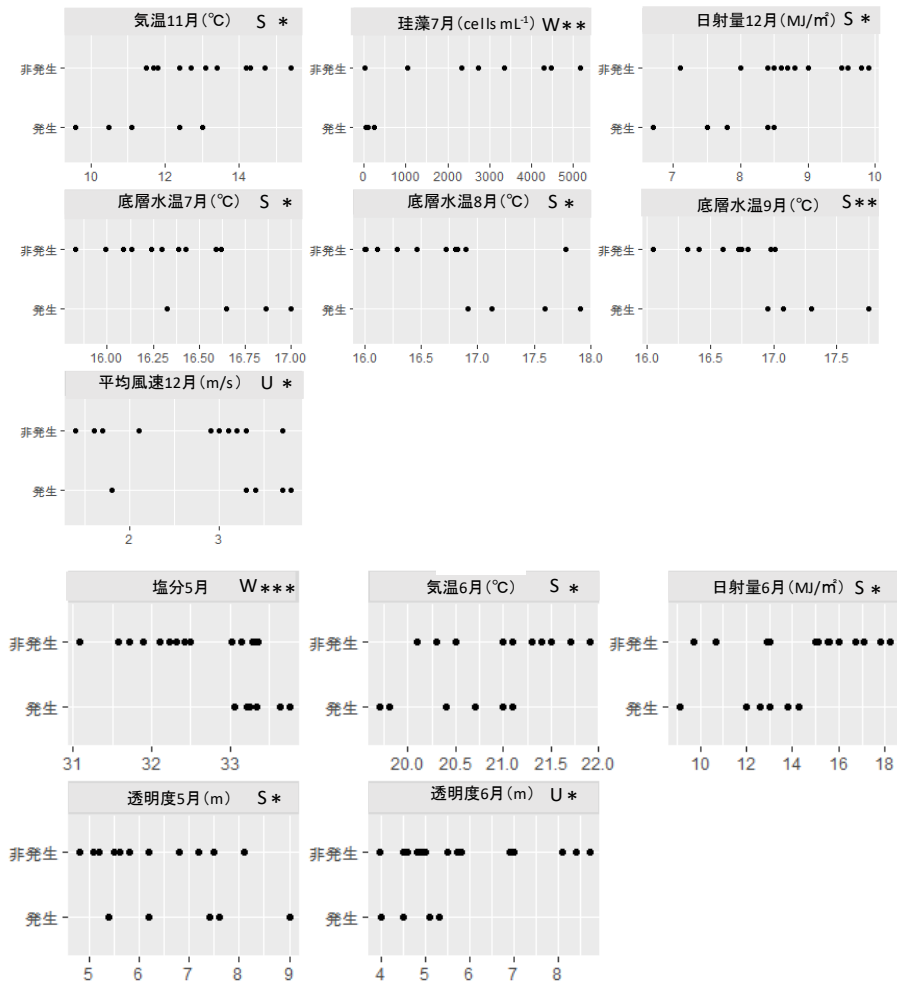 気温11月(℃) S *
非発生
発生
10 12 14
珪藻7月(cells mL⁻¹) W**
非発生
発生
0 1000 2000 3000 4000 5000
日射量12月(MJ/㎡) S *
非発生
発生
7 8 9 10
底層水温7月(℃) S *
非発生
発生
16.00 16.25 16.50 16.75 17.00
底層水温8月(℃) S *
非発生
発生
16.0 16.5 17.0 17.5 18.0
底層水温9月(℃) S**
非発生
発生
16.0 16.5 17.0 17.5
平均風速12月(m/s) U *
非発生
発生
2 3
塩分5月 W***
非発生
発生
31 32 33
気温6月(℃) S *
非発生
発生
20.0 20.5 21.0 21.5 22.0
日射量6月(MJ/㎡) S *
非発生
発生
10 12 14 16 18
透明度5月(m) S *
非発生
発生
5 6 7 8 9
透明度6月(m) U *
非発生
発生
4 5 6 7 8